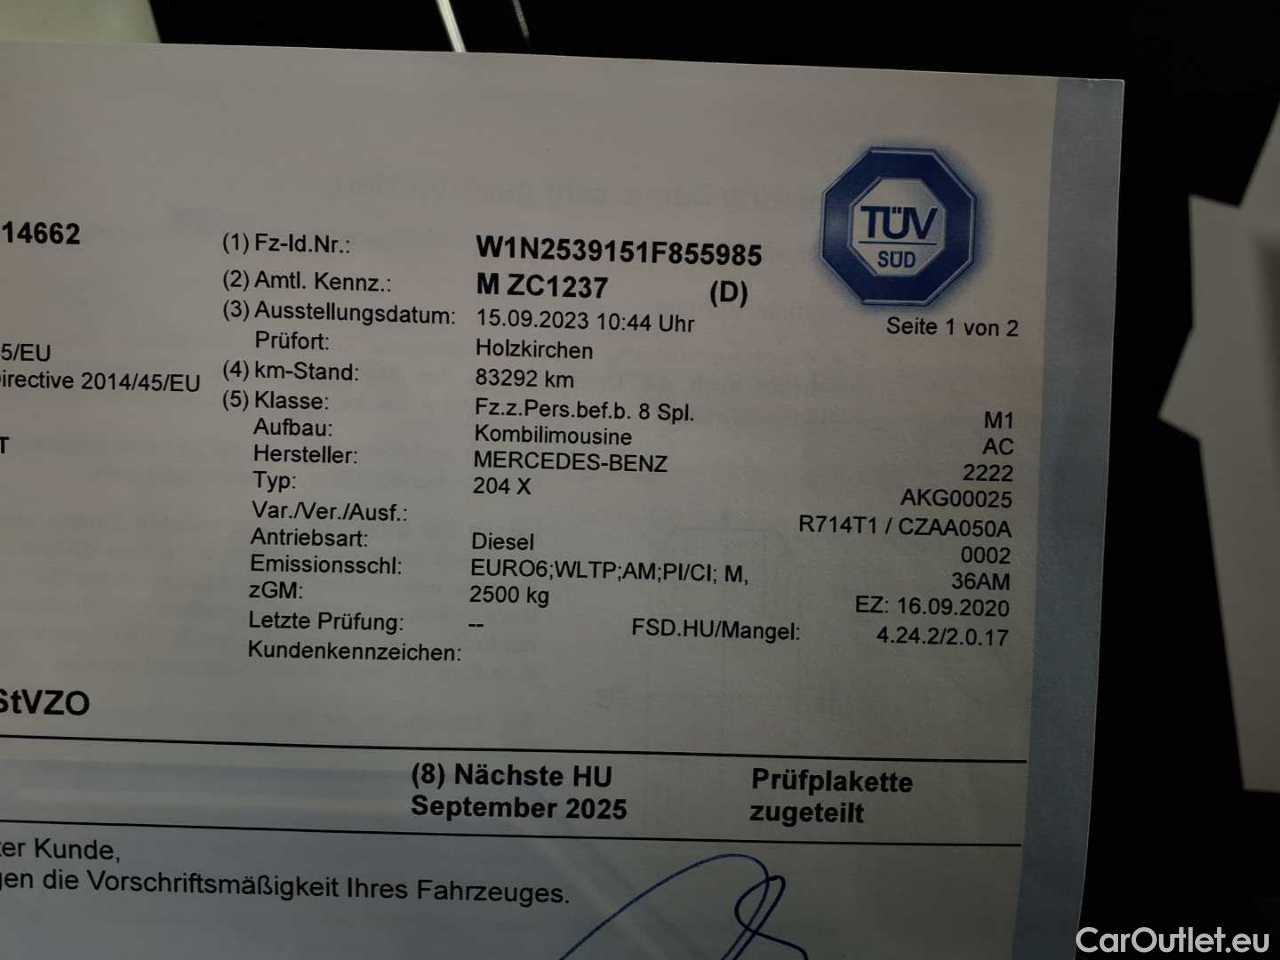 TÜV
SÜD
Seite 1 von 2
14662
(1) Fz-Id.Nr.: W1N2539151F855985
(2) Amtl. Kennz.: M ZC1237 (D)
(3) Ausstellungsdatum: 15.09.2023 10:44 Uhr
Prüfort: Holzkirchen
5/EU
(4) km-Stand: 83292 km
irective 2014/45/EU
(5) Klasse: Fz.z.Pers.bef.b. 8 Spl. M1
Aufbau: Kombilimousine AC
T
Hersteller: MERCEDES-BENZ 2222
Typ: 204 X AKG00025
Var./Ver./Ausf.: R714T1 / CZAA050A
Antriebsart: Diesel 0002
Emissionsschl: EURO6;WLTP;AM;PI/CI; M, 36AM
zGM: 2500 kg EZ: 16.09.2020
Letzte Prüfung: -- FSD.HU/Mangel: 4.24.2/2.0.17
Kundenkennzeichen:
StVZO
(8) Nächste HU Prüfplakette
September 2025 zugeteilt
ter Kunde,
gen die Vorschriftsmäßigkeit Ihres Fahrzeuges.
CarOutlet.eu